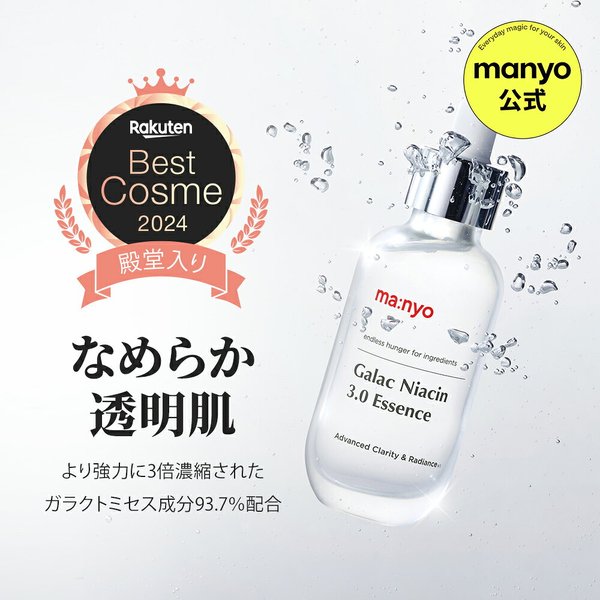 Everyday magic for your skin
manyo
公式
Rakuten
Best
Cosme
2024
殿堂入り
なめらか
透明肌
より強力に3倍濃縮された
ガラクトミセス成分93.7%配合
ma:nyo
endless hunger for ingredients
Galac Niacin
3.0 Essence
Advanced Clarity & Radiance